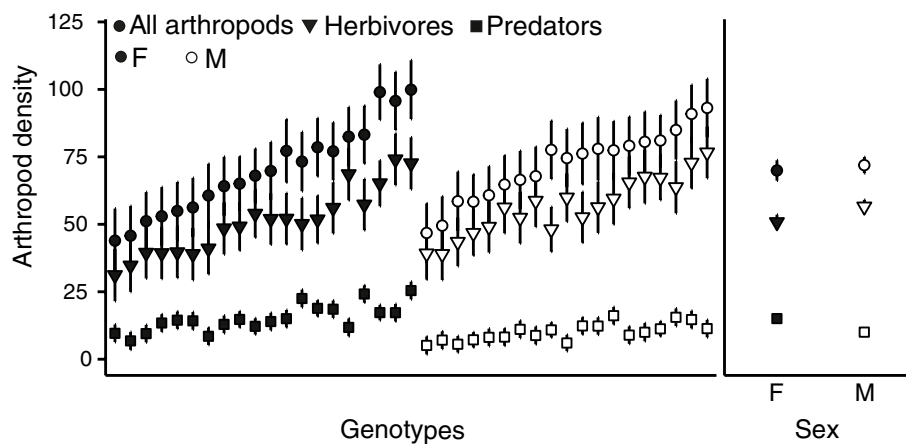 125
All arthropods Herbivores Predators
F M
100
75
50
25
0
Arthropod density
F M
Genotypes Sex